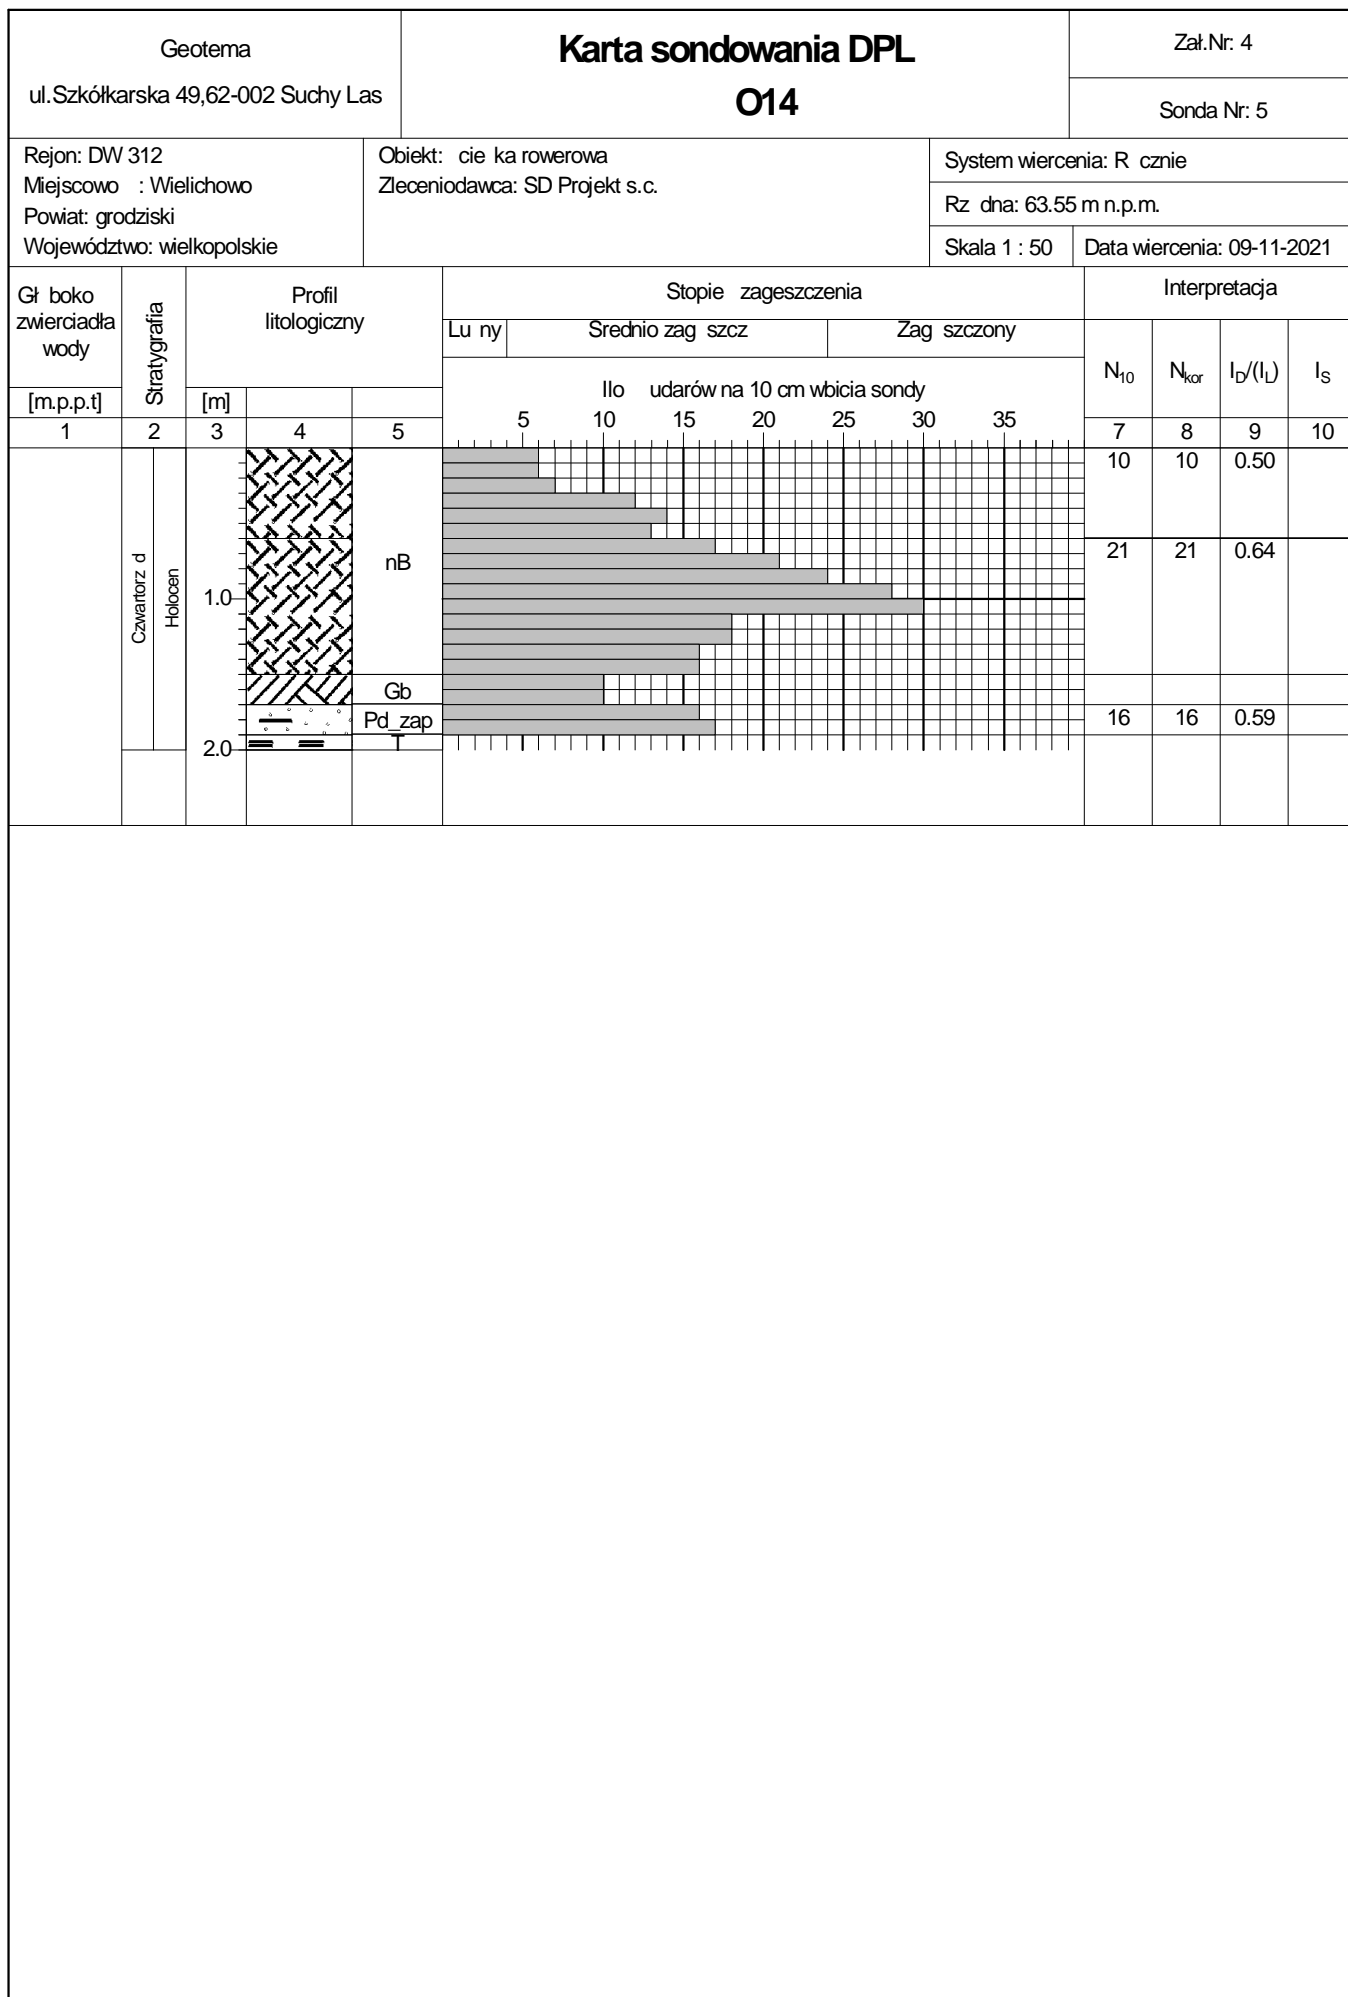 Geotema
ul.Szkółkarska 49,62-002 Suchy Las
Karta sondowania DPL
O14
Zał.Nr: 4
Sonda Nr: 5
Rejon: DW 312
Miejscowo : Wielichowo
Powiat: grodziski
Województwo: wielkopolskie
Obiekt: cie ka rowerowa
Zleceniodawca: SD Projekt s.c.
System wiercenia: R cznie
Rz dna: 63.55 m n.p.m.
Skala 1 : 50
Data wiercenia: 09-11-2021
Gł boko
zwierciadła
wody
[m.p.p.t]
Stratygrafia
Profil
litologiczny
[m]
Stopie zageszczenia
Lu ny
Srednio zag szcz
Zag szczony
Ilo udarów na 10 cm wbicia sondy
5 10 15 20 25 30 35
Interpretacja
N10 Nkor ID/(IL) IS
1 2 3 4 5 7 8 9 10
Czwartorz d
Holocen
1.0
2.0
nB
Gb
Pd_zap
T
10 10 0.50
21 21 0.64
16 16 0.59